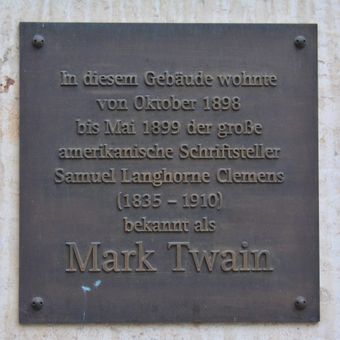 In diesem Gebäude wohnte
von Oktober 1898
bis Mai 1899 der große
amerikanische Schriftsteller
Samuel Langhorne Clemens
(1835 – 1910)
bekannt als
Mark Twain